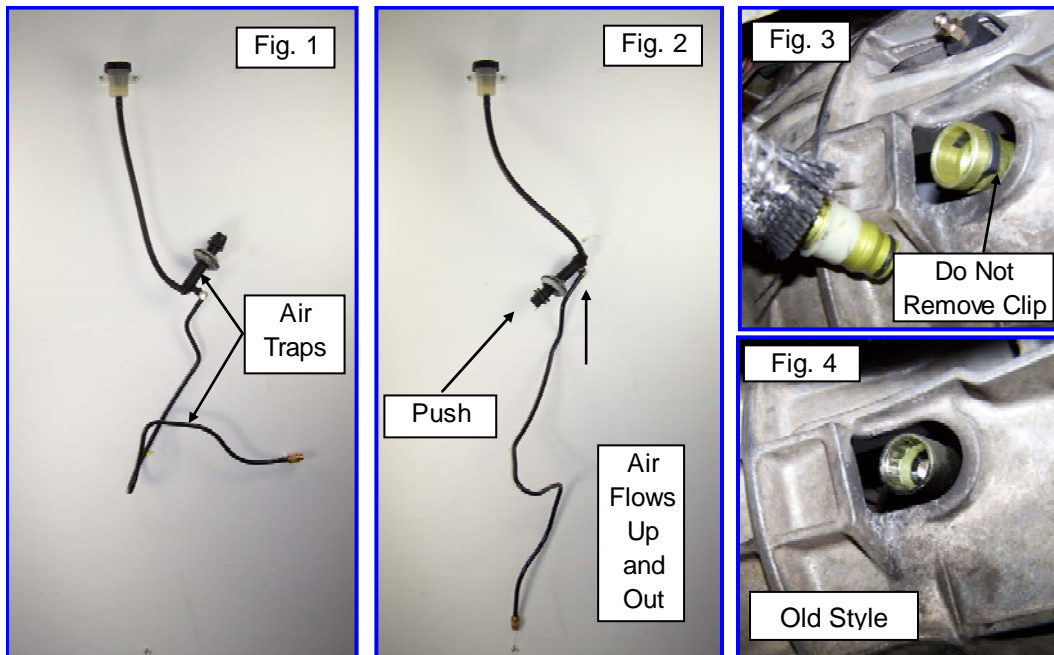 Fig. 1
Air
Traps
Fig. 2
Push
Air
Flows
Up
and
Out
Fig. 3
Do Not
Remove Clip
Fig. 4
Old Style